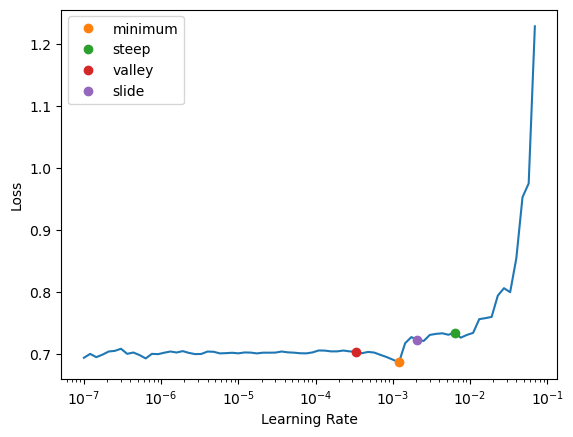 minimum
steep
valley
slide
1.2
1.1
1.0
0.9
0.8
0.7
Loss
10⁻⁷ 10⁻⁶ 10⁻⁵ 10⁻⁴ 10⁻³ 10⁻² 10⁻¹
Learning Rate